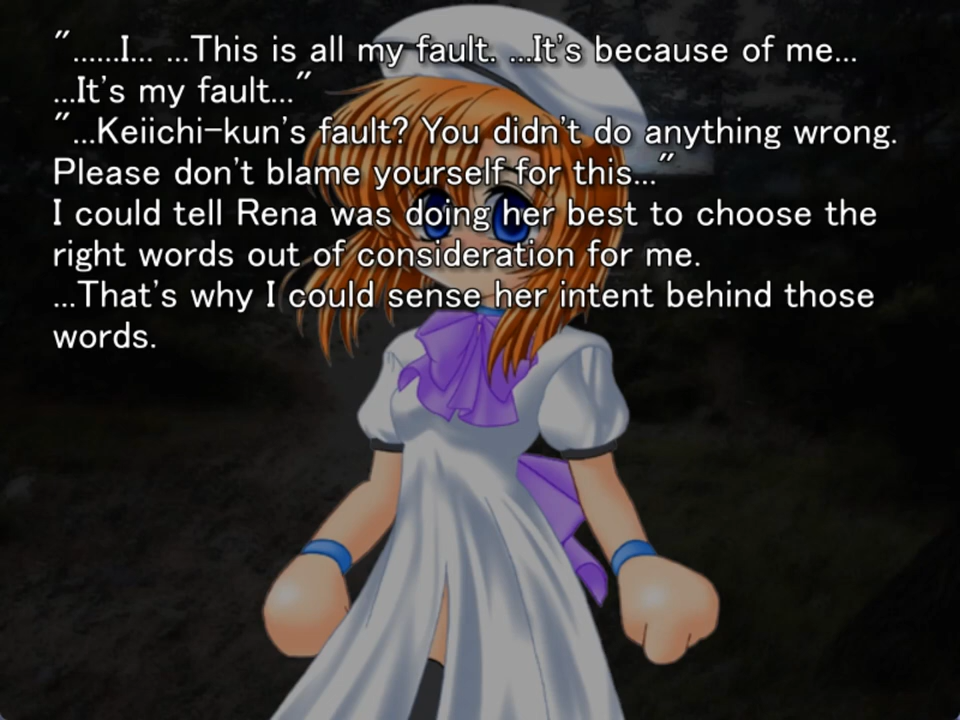 "......I... ...This is all my fault. ...It's because of me...
...It's my fault..."
"...Keiichi-kun's fault? You didn't do anything wrong.
Please don't blame yourself for this..."
I could tell Rena was doing her best to choose the
right words out of consideration for me.
...That's why I could sense her intent behind those
words.